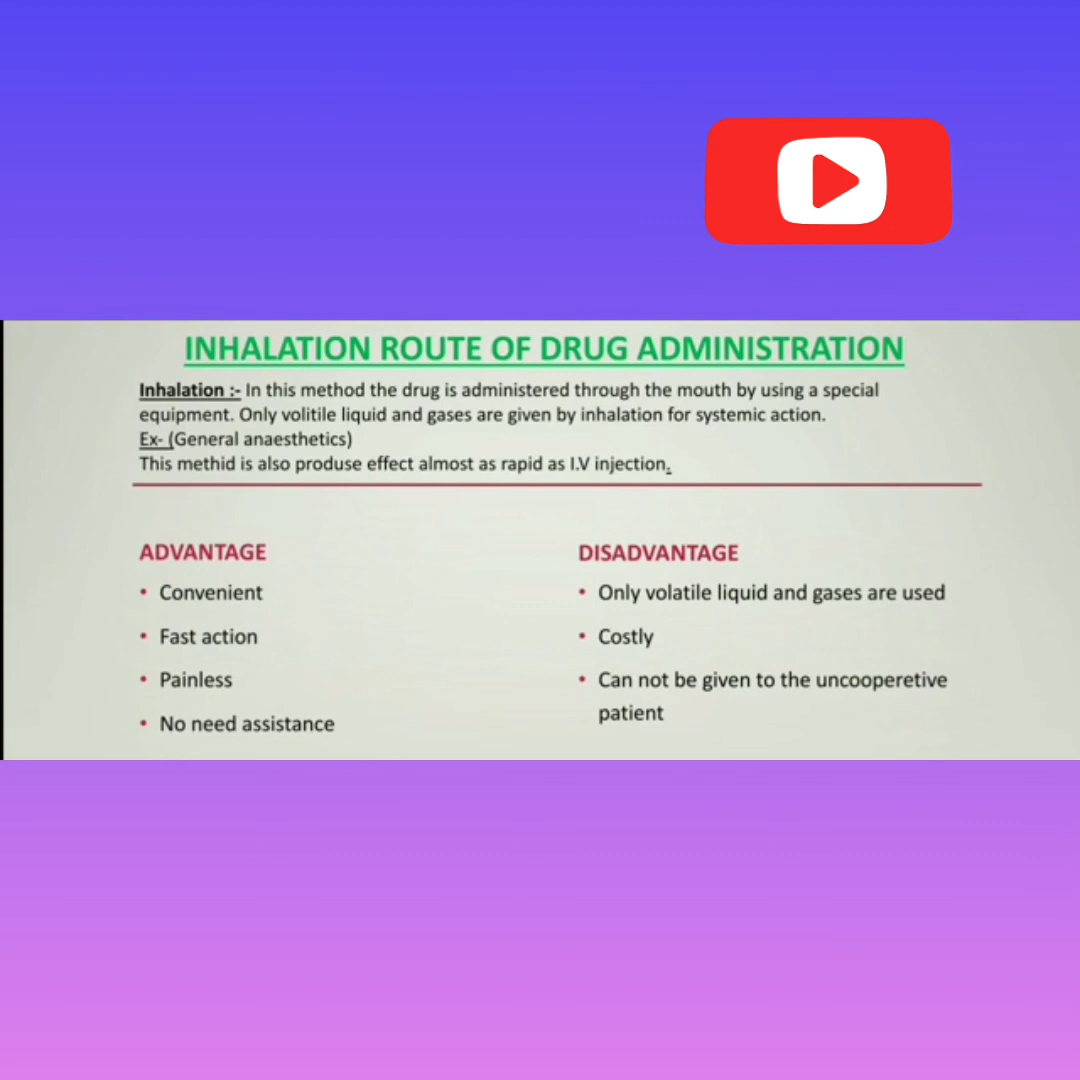 INHALATION ROUTE OF DRUG ADMINISTRATION
Inhalation :- In this method the drug is administered through the mouth by using a special
equipment. Only volitile liquid and gases are given by inhalation for systemic action.
Ex- (General anaesthetics)
This methid is also produse effect almost as rapid as I.V injection.
ADVANTAGE
• Convenient
• Fast action
• Painless
• No need assistance
DISADVANTAGE
• Only volatile liquid and gases are used
• Costly
• Can not be given to the uncooperetive
patient